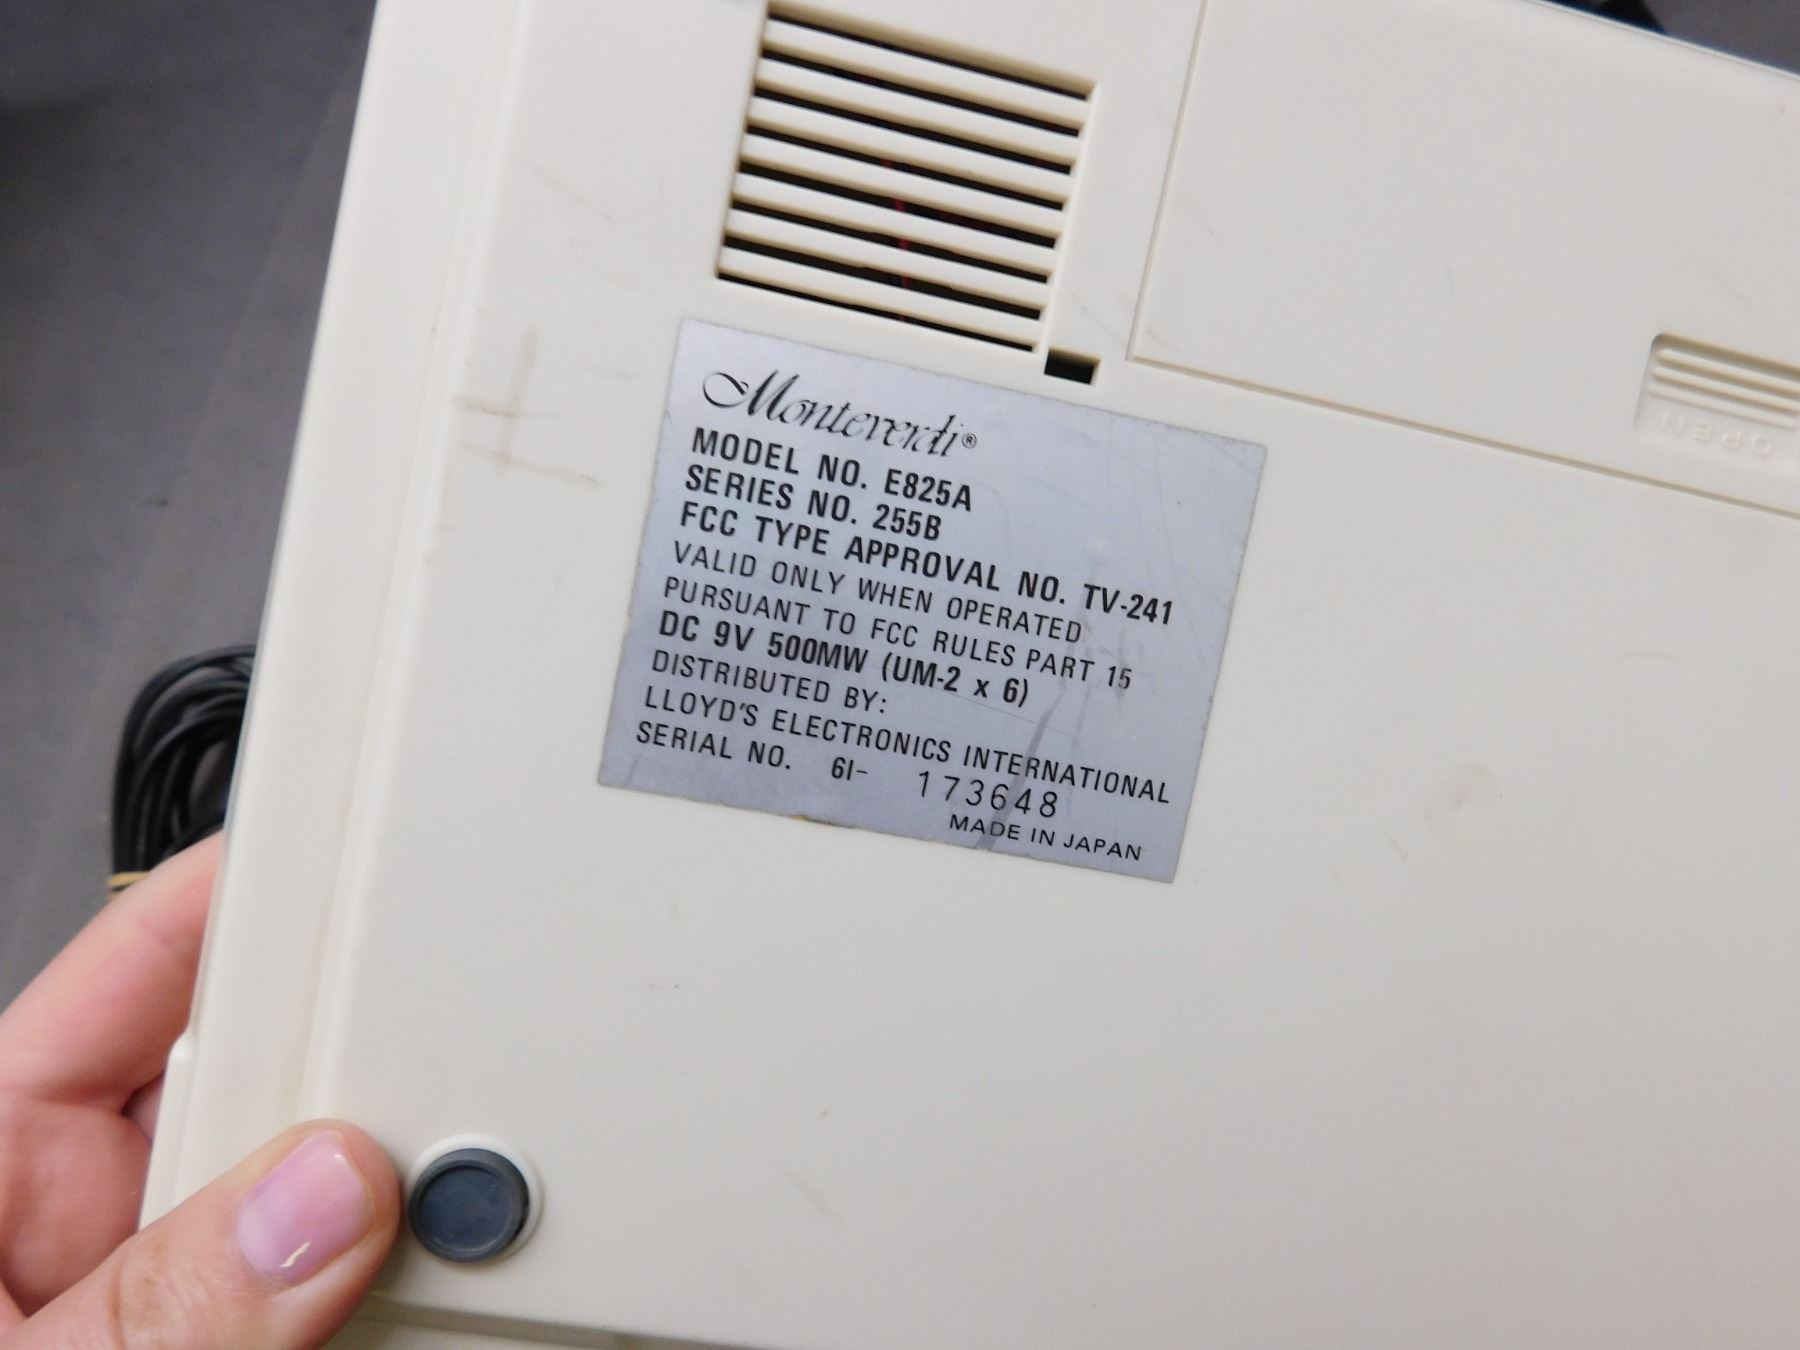 Monteverdi®
MODEL NO. E825A
SERIES NO. 255B
FCC TYPE APPROVAL NO. TV-241
VALID ONLY WHEN OPERATED
PURSUANT TO FCC RULES PART 15
DC 9V 500MW (UM-2 x 6)
DISTRIBUTED BY:
LLOYD'S ELECTRONICS INTERNATIONAL
SERIAL NO. 6I- 173648
MADE IN JAPAN
OPEN